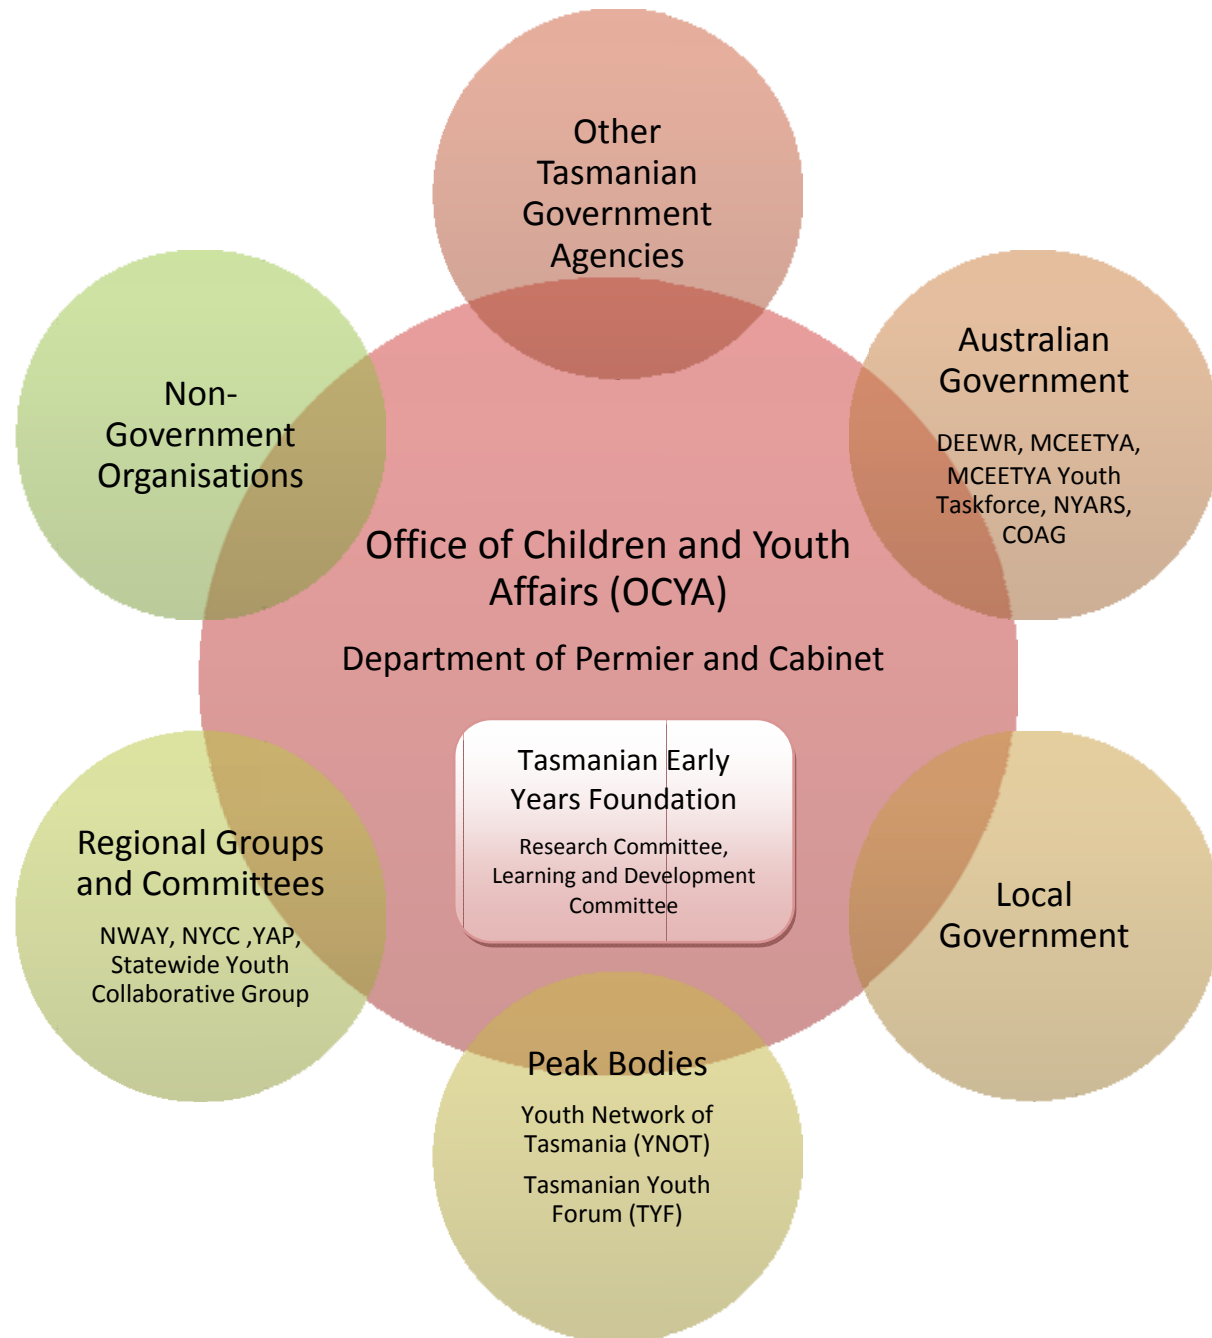 Other
Tasmanian
Government
Agencies
Australian
Government
DEEWR, MCEETYA,
MCEETYA Youth
Taskforce, NYARS,
COAG
Non-
Government
Organisations
Office of Children and Youth
Affairs (OCYA)
Department of Permier and Cabinet
Tasmanian Early
Years Foundation
Research Committee,
Learning and Development
Committee
Regional Groups
and Committees
NWAY, NYCC ,YAP,
Statewide Youth
Collaborative Group
Local
Government
Peak Bodies
Youth Network of
Tasmania (YNOT)
Tasmanian Youth
Forum (TYF)